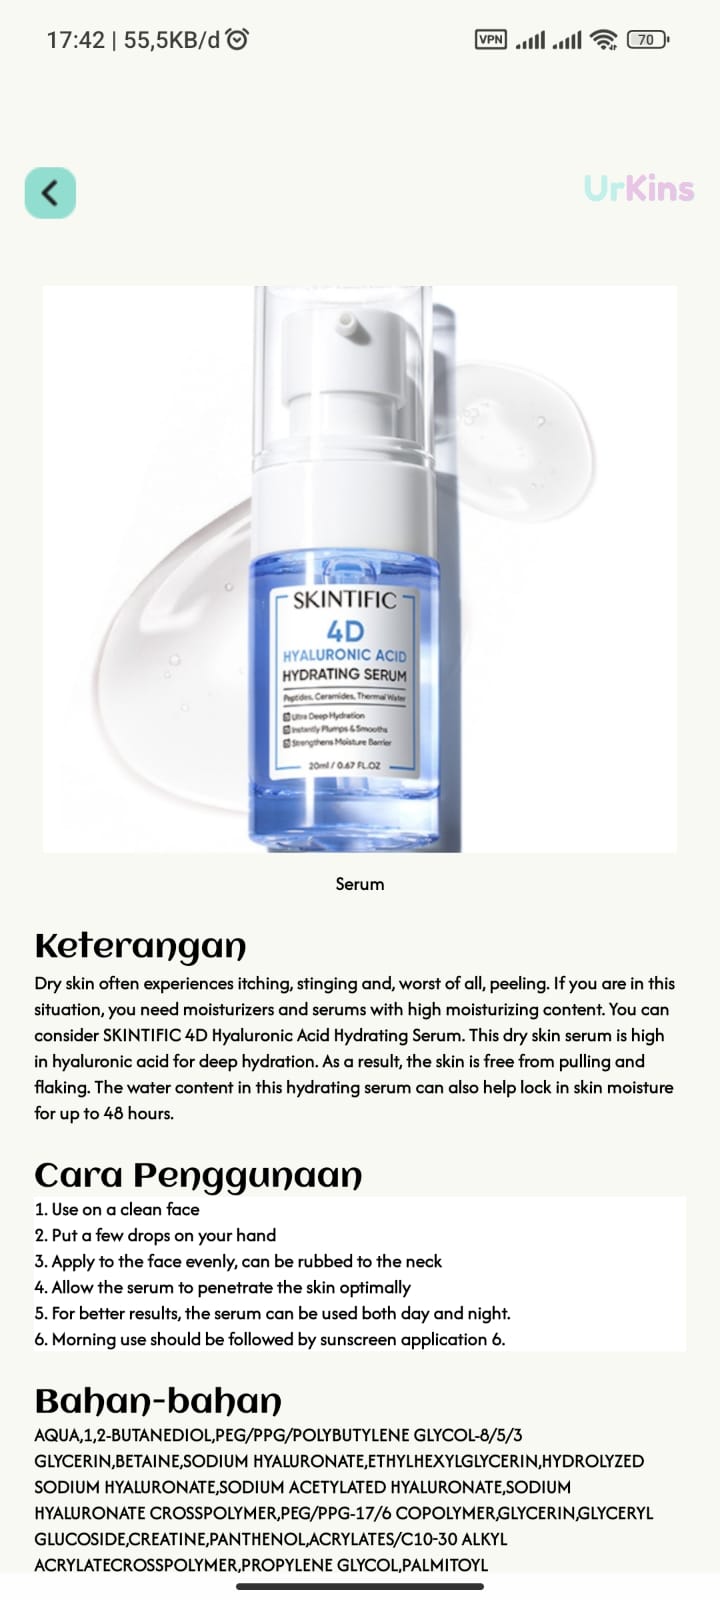 17:42 | 55,5KB/d
VPN
70
UrKins
SKINTIFIC
4D
HYALURONIC ACID
HYDRATING SERUM
Peptides, Ceramides, Thermal Water
Ultra Deep Hydration
Instantly Plumps & Smooths
Strengthens Moisture Barrier
20ml / 0.67 FL.OZ
Serum
Keterangan
Dry skin often experiences itching, stinging and, worst of all, peeling. If you are in this
situation, you need moisturizers and serums with high moisturizing content. You can
consider SKINTIFIC 4D Hyaluronic Acid Hydrating Serum. This dry skin serum is high
in hyaluronic acid for deep hydration. As a result, the skin is free from pulling and
flaking. The water content in this hydrating serum can also help lock in skin moisture
for up to 48 hours.
Cara Penggunaan
1. Use on a clean face
2. Put a few drops on your hand
3. Apply to the face evenly, can be rubbed to the neck
4. Allow the serum to penetrate the skin optimally
5. For better results, the serum can be used both day and night.
6. Morning use should be followed by sunscreen application 6.
Bahan-bahan
AQUA,1,2-BUTANEDIOL,PEG/PPG/POLYBUTYLENE GLYCOL-8/5/3
GLYCERIN,BETAINE,SODIUM HYALURONATE,ETHYLHEXYLGLYCERIN,HYDROLYZED
SODIUM HYALURONATE,SODIUM ACETYLATED HYALURONATE,SODIUM
HYALURONATE CROSSPOLYMER,PEG/PPG-17/6 COPOLYMER,GLYCERIN,GLYCERYL
GLUCOSIDE,CREATINE,PANTHENOL,ACRYLATES/C10-30 ALKYL
ACRYLATECROSSPOLYMER,PROPYLENE GLYCOL,PALMITOYL